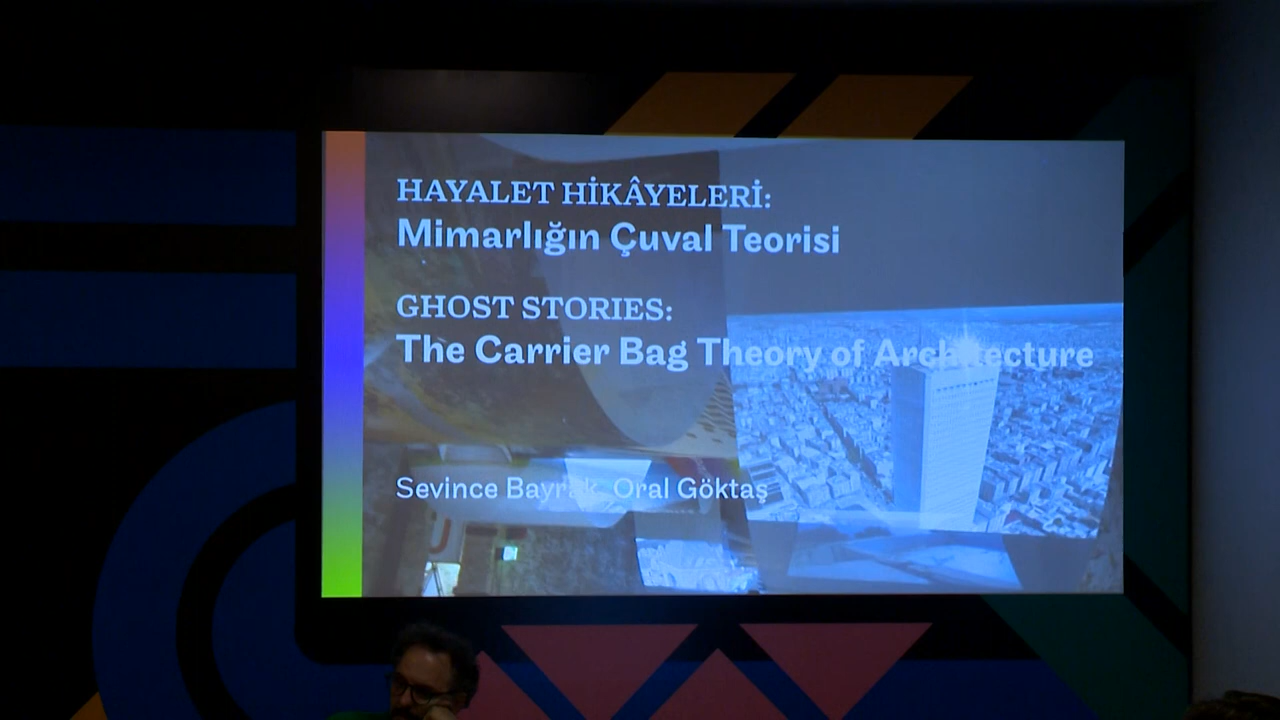 HAYALET HİKÂYELERİ:
Mimarlığın Çuval Teorisi
GHOST STORIES:
The Carrier Bag Theory of Architecture
Sevince Bayrak, Oral Göktaş